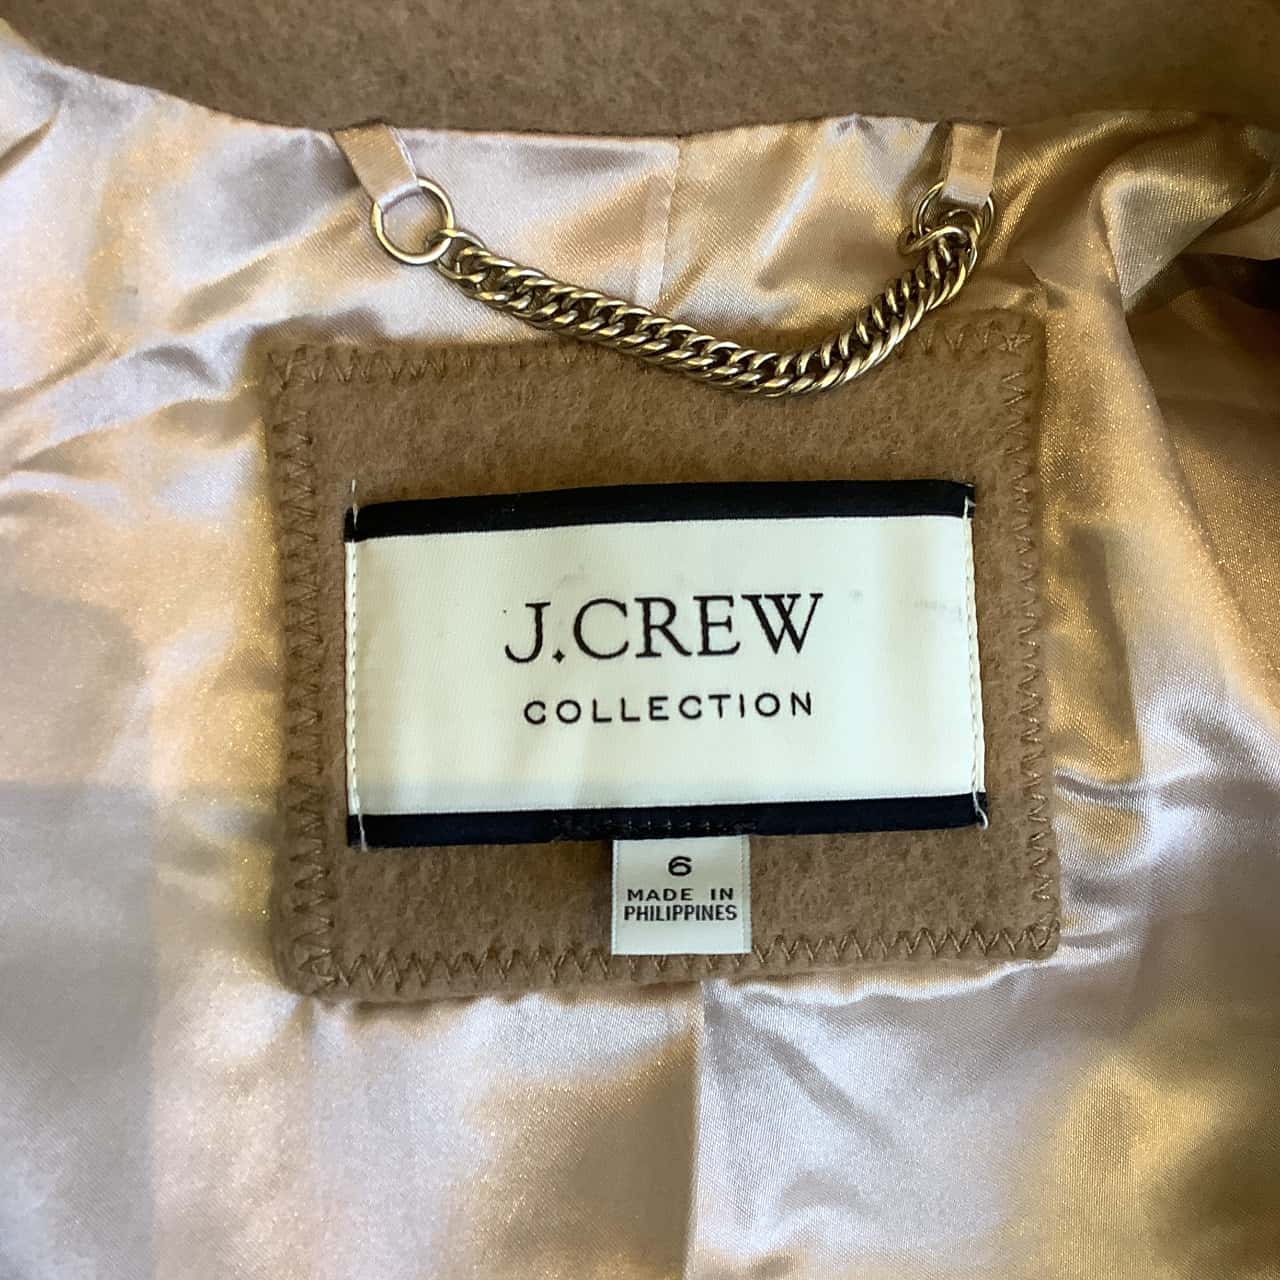 J.CREW
COLLECTION
6
MADE IN
PHILIPPINES